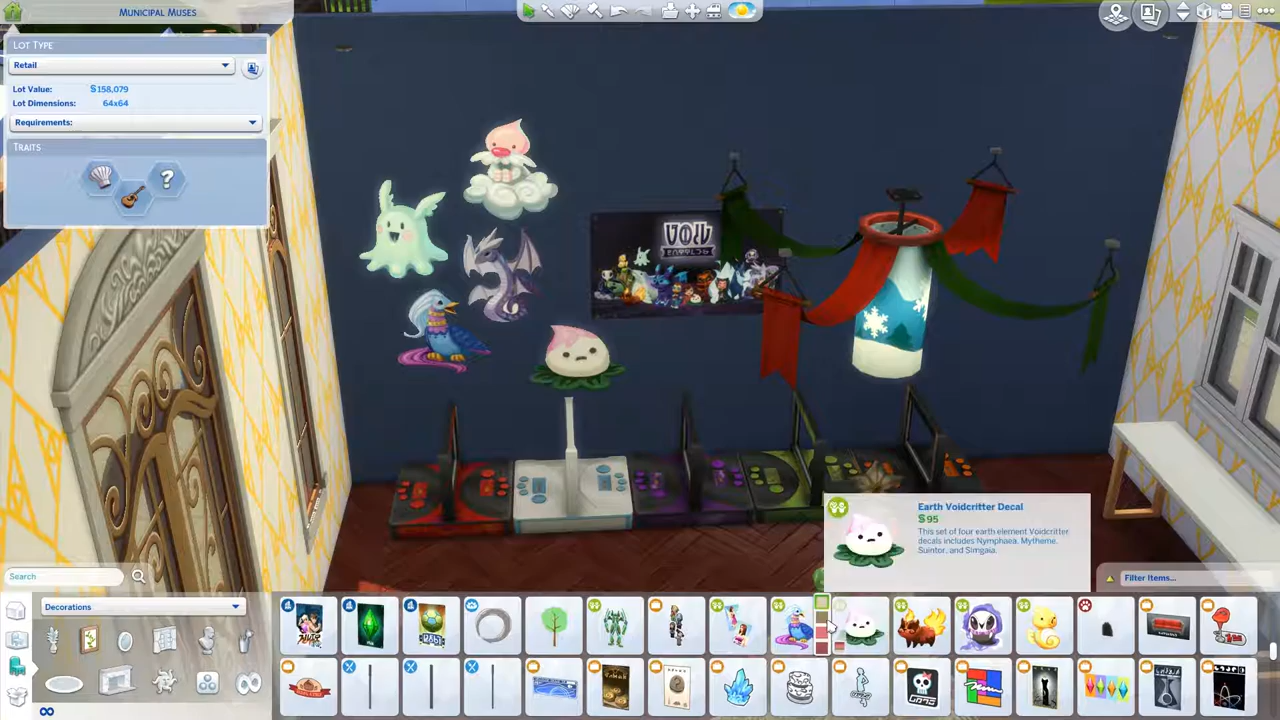 MUNICIPAL MUSES
LOT TYPE
Retail
Lot Value: §158,079
Lot Dimensions: 64x64
Requirements:
TRAITS
?
Earth Voidcritter Decal
§95
This set of four earth element Voidcritter
decals includes Nymphaea, Mytheme,
Suintor, and Simgaia.
Search
Filter Items...
Decorations